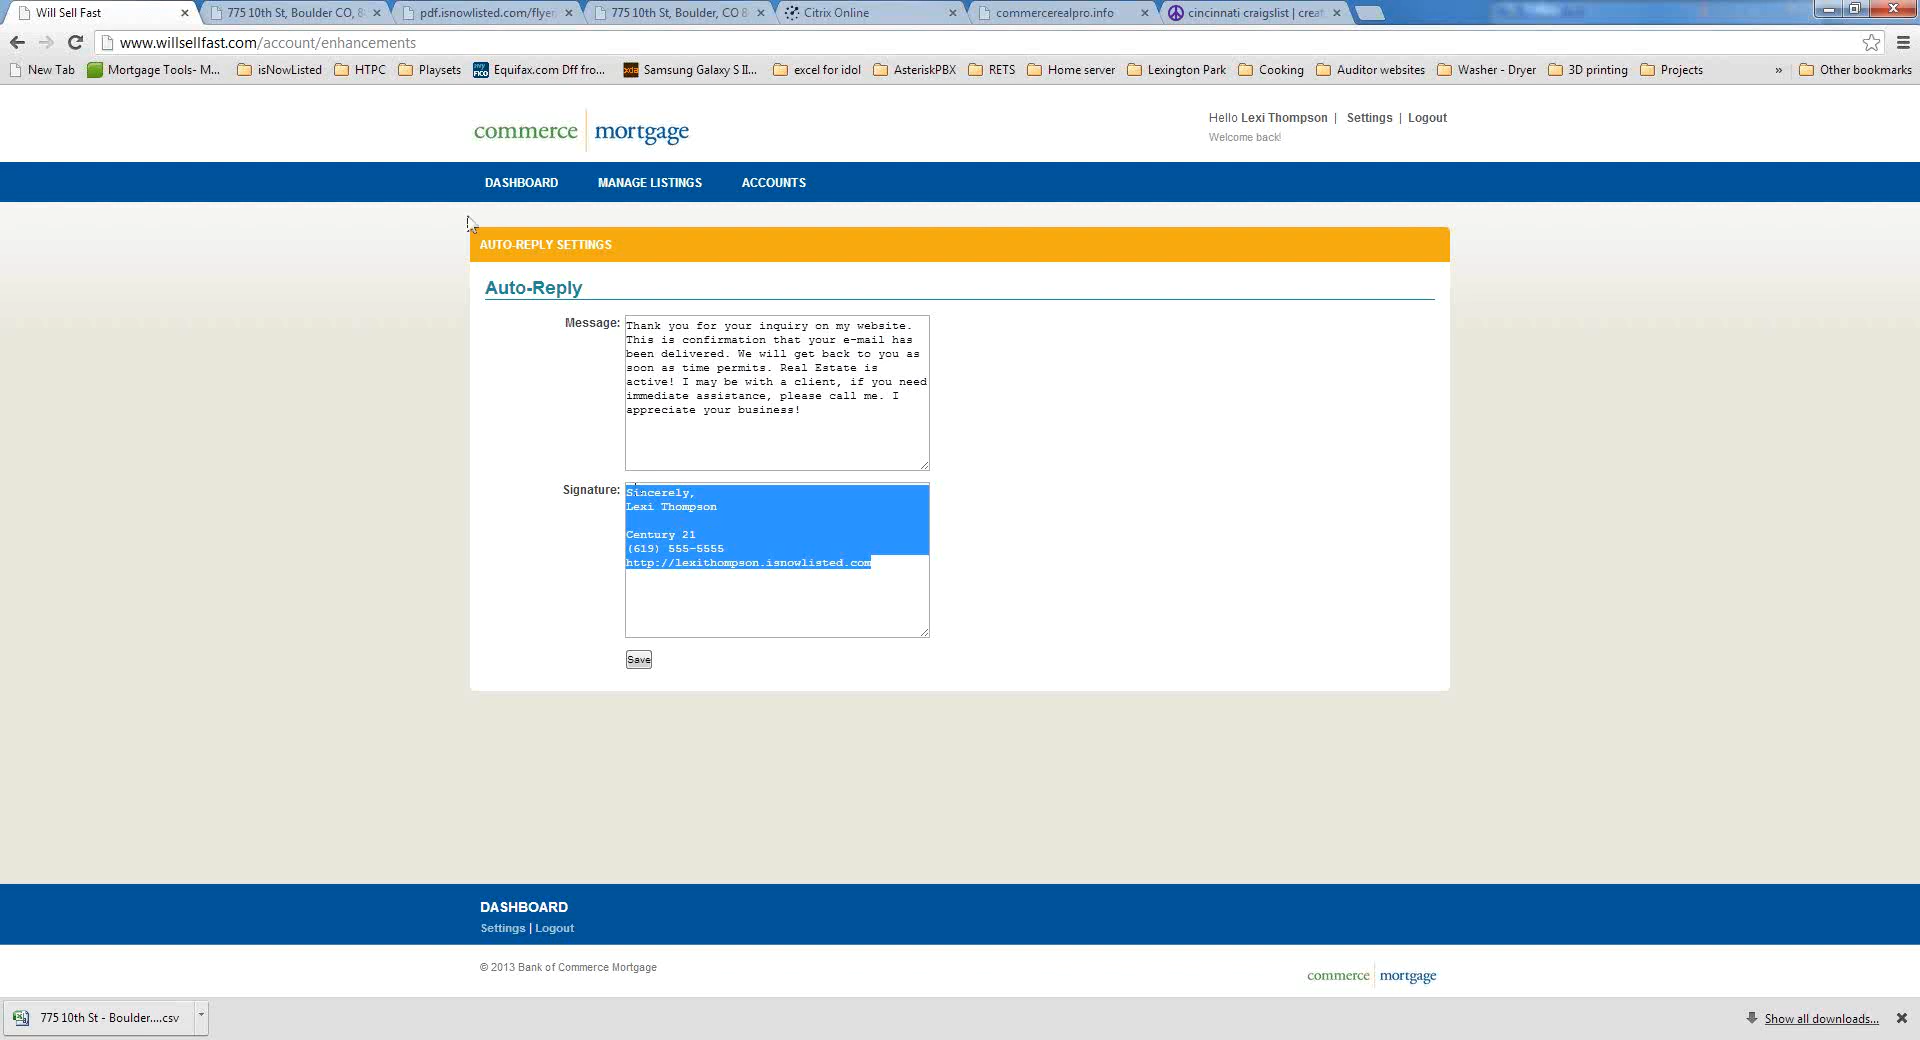 Will Sell Fast
775 10th St, Boulder CO, 8
pdf.isnowlisted.com/flyer
775 10th St, Boulder, CO 8
Citrix Online
commercerealpro.info
cincinnati craigslist | creat
www.willsellfast.com/account/enhancements
New Tab
Mortgage Tools- M...
isNowListed
HTPC
Playsets
Equifax.com Dff fro...
Samsung Galaxy S II...
excel for idol
AsteriskPBX
RETS
Home server
Lexington Park
Cooking
Auditor websites
Washer - Dryer
3D printing
Projects
»
Other bookmarks
commerce | mortgage
Hello Lexi Thompson | Settings | Logout
Welcome back!
DASHBOARD
MANAGE LISTINGS
ACCOUNTS
AUTO-REPLY SETTINGS
Auto-Reply
Message:
Thank you for your inquiry on my website.
This is confirmation that your e-mail has
been delivered. We will get back to you as
soon as time permits. Real Estate is
active! I may be with a client, if you need
immediate assistance, please call me. I
appreciate your business!
Signature:
Sincerely,
Lexi Thompson
Century 21
(619) 555-5555
http://lexithompson.isnowlisted.com
Save
DASHBOARD
Settings | Logout
© 2013 Bank of Commerce Mortgage
commerce | mortgage
775 10th St - Boulder....csv
Show all downloads...